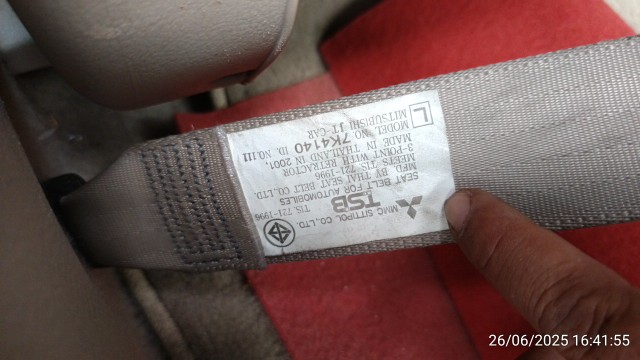 MMC SITTIPOL CO.,LTD.
TSB TIS. 721-1996
SEAT BELT FOR AUTOMOBILES
MFD. BY THAI SEAT BELT CO.,LTD.
MEETS TIS. 721-1996
3-POINT WITH RETRACTOR
MADE IN THAILAND IN 2001,
MODEL NO. 7K4140 ID. NO.111
MITSUBISHI JT-CAR
L
26/06/2025 16:41:55